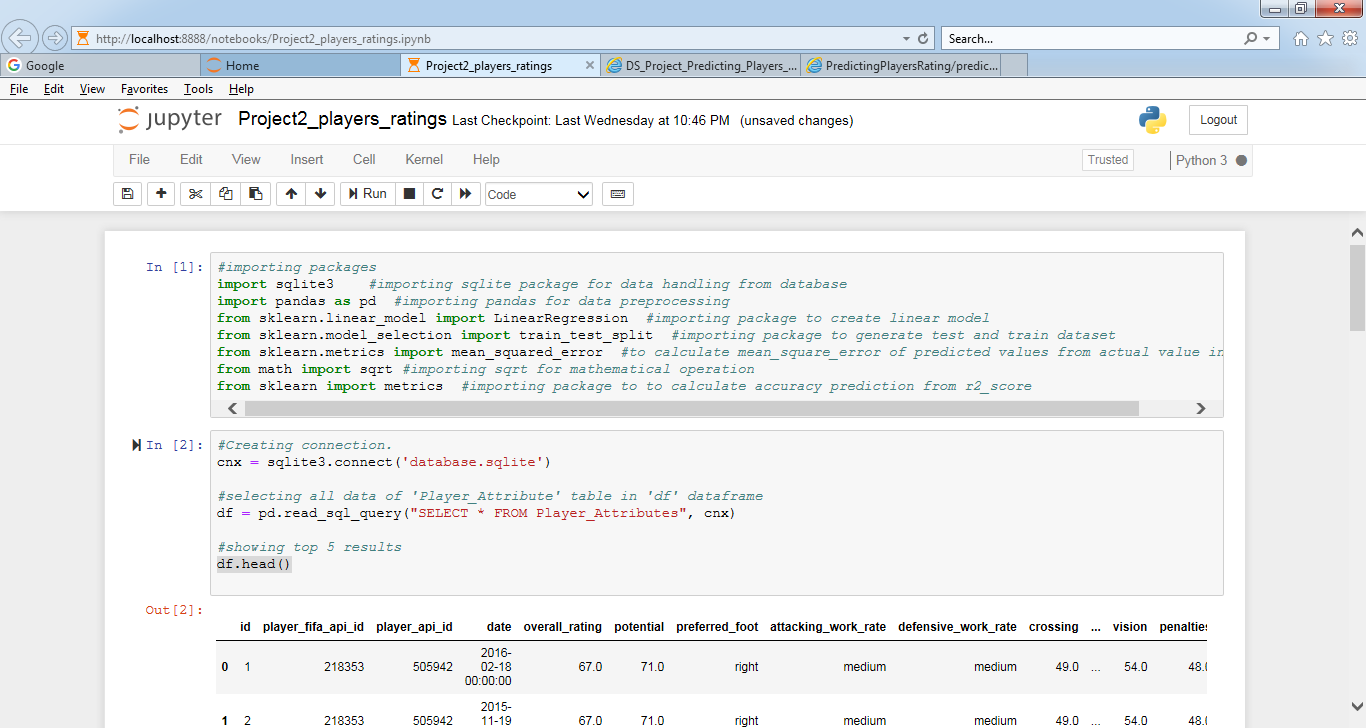 http://localhost:8888/notebooks/Project2_players_ratings.ipynb
Search...
Google
Home
Project2_players_ratings
DS_Project_Predicting_Players_...
PredictingPlayersRating/predic...
File Edit View Favorites Tools Help
jupyter Project2_players_ratings Last Checkpoint: Last Wednesday at 10:46 PM (unsaved changes)
Logout
File Edit View Insert Cell Kernel Help
Trusted
Python 3
Run
Code
In [1]:
#importing packages
import sqlite3    #importing sqlite package for data handling from database
import pandas as pd  #importing pandas for data preprocessing
from sklearn.linear_model import LinearRegression  #importing package to create linear model
from sklearn.model_selection import train_test_split  #importing package to generate test and train dataset
from sklearn.metrics import mean_squared_error  #to calculate mean_square_error of predicted values from actual value in
from math import sqrt #importing sqrt for mathematical operation
from sklearn import metrics  #importing package to to calculate accuracy prediction from r2_score
In [2]:
#Creating connection.
cnx = sqlite3.connect('database.sqlite')
#selecting all data of 'Player_Attribute' table in 'df' dataframe
df = pd.read_sql_query("SELECT * FROM Player_Attributes", cnx)
#showing top 5 results
df.head()
Out[2]:
id player_fifa_api_id player_api_id date overall_rating potential preferred_foot attacking_work_rate defensive_work_rate crossing ... vision penalties
0 1 218353 505942 2016-02-18 00:00:00 67.0 71.0 right medium medium 49.0 ... 54.0 48.0
1 2 218353 505942 2015-11-19 67.0 71.0 right medium medium 49.0 ... 54.0 48.0